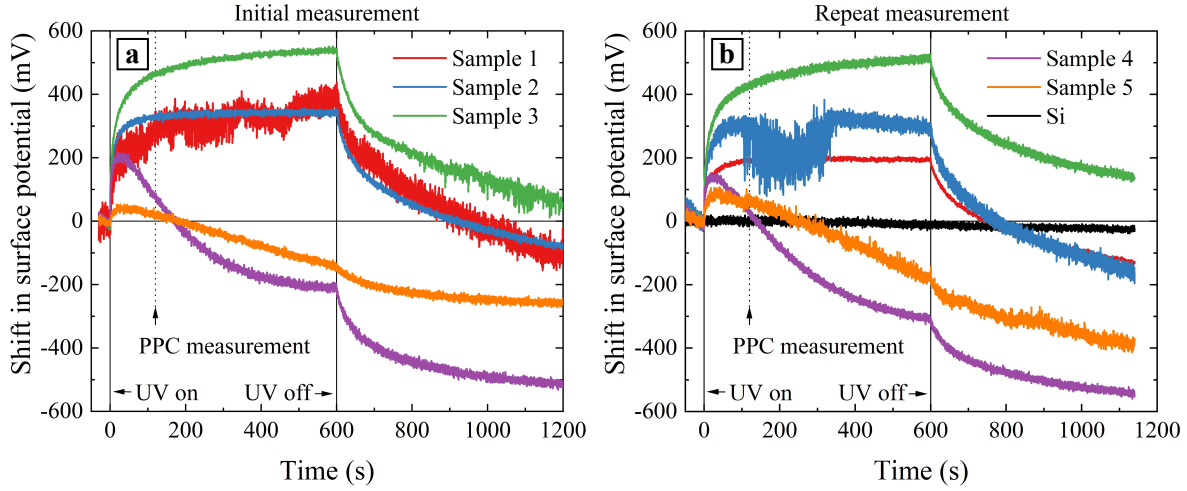 Initial measurement
Repeat measurement
a
Sample 1
Sample 2
Sample 3
PPC measurement
UV on
UV off
600
400
200
0
-200
-400
-600
0 200 400 600 800 1000 1200
Shift in surface potential (mV)
Time (s)
b
Sample 4
Sample 5
Si
PPC measurement
UV on
UV off
600
400
200
0
-200
-400
-600
0 200 400 600 800 1000 1200
Shift in surface potential (mV)
Time (s)